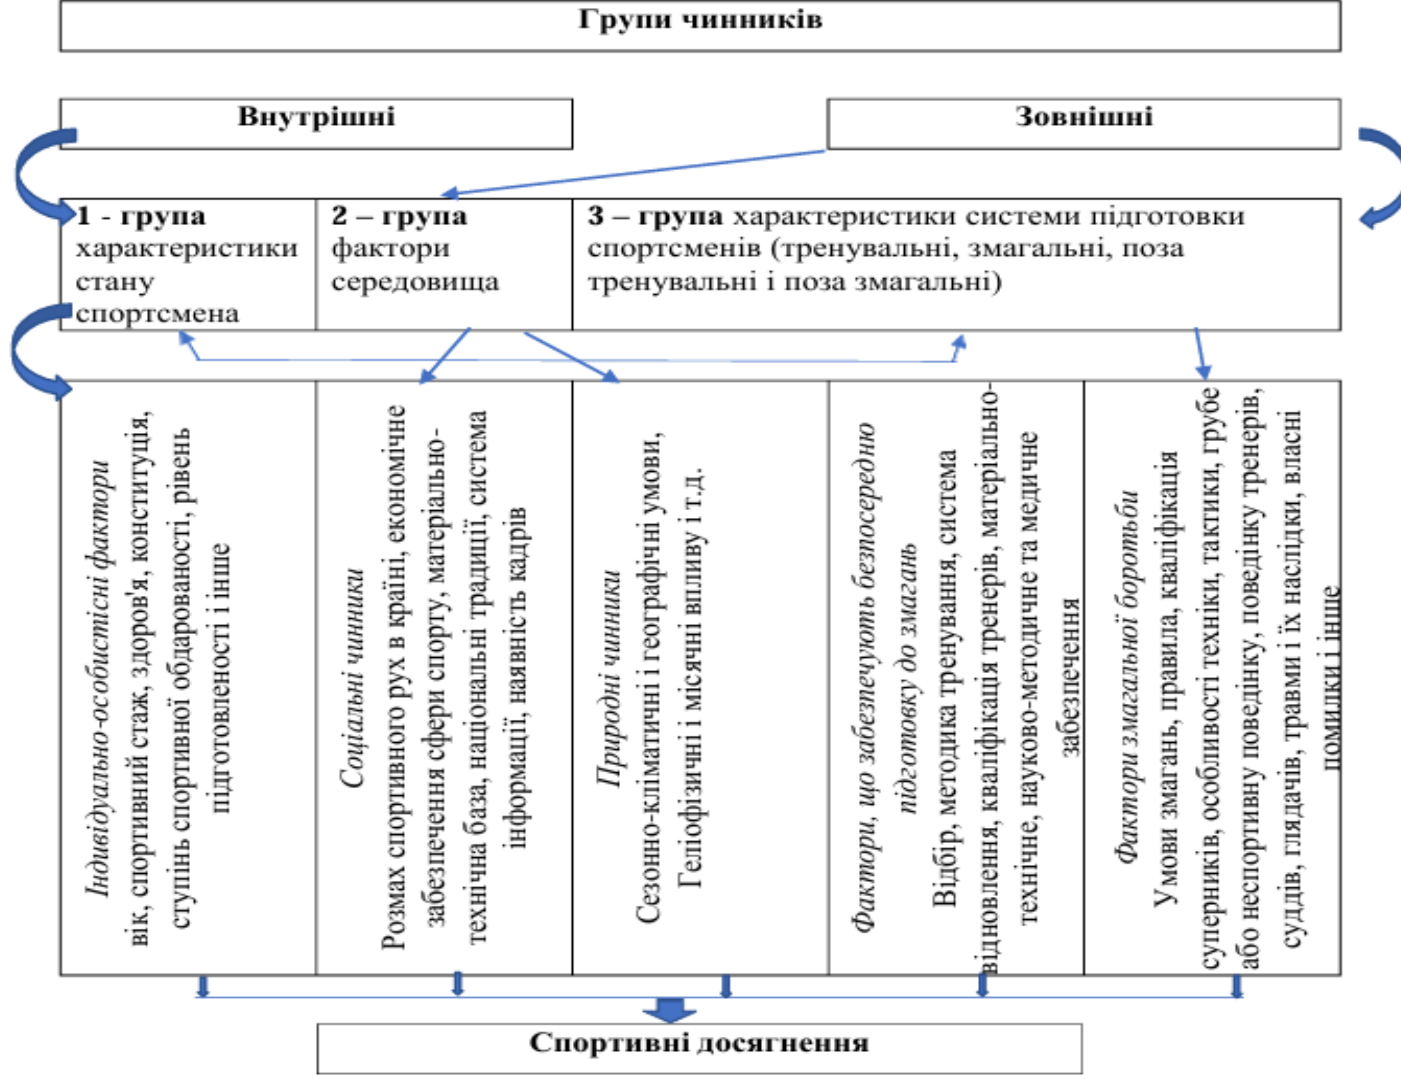 Групи чинників
Внутрішні
Зовнішні
1 - група
характеристики
стану
спортсмена
2 – група
фактори
середовища
3 – група характеристики системи підготовки
спортсменів (тренувальні, змагальні, поза
тренувальні і поза змагальні)
Індивідуально-особистісні фактори
вік, спортивний стаж, здоров'я, конституція,
ступінь спортивної обдарованості, рівень
підготовленості і інше
Соціальні чинники
Розмах спортивного рух в країні, економічне
забезпечення сфери спорту, матеріально-
технічна база, національні традиції, система
інформації, наявність кадрів
Природні чинники
Сезонно-кліматичні і географічні умови,
Геліофізичні і місячні впливу і т.д.
Фактори, що забезпечують безпосередню
підготовку до змагань
Відбір, методика тренування, система
відновлення, кваліфікація тренерів, матеріально-
технічне, науково-методичне та медичне
забезпечення
Фактори змагальної боротьби
Умови змагань, правила, кваліфікація
суперників, особливості техніки, тактики, грубе
або неспортивну поведінку, поведінку тренерів,
суддів, глядачів, травми і їх наслідки, власні
помилки і інше
Спортивні досягнення